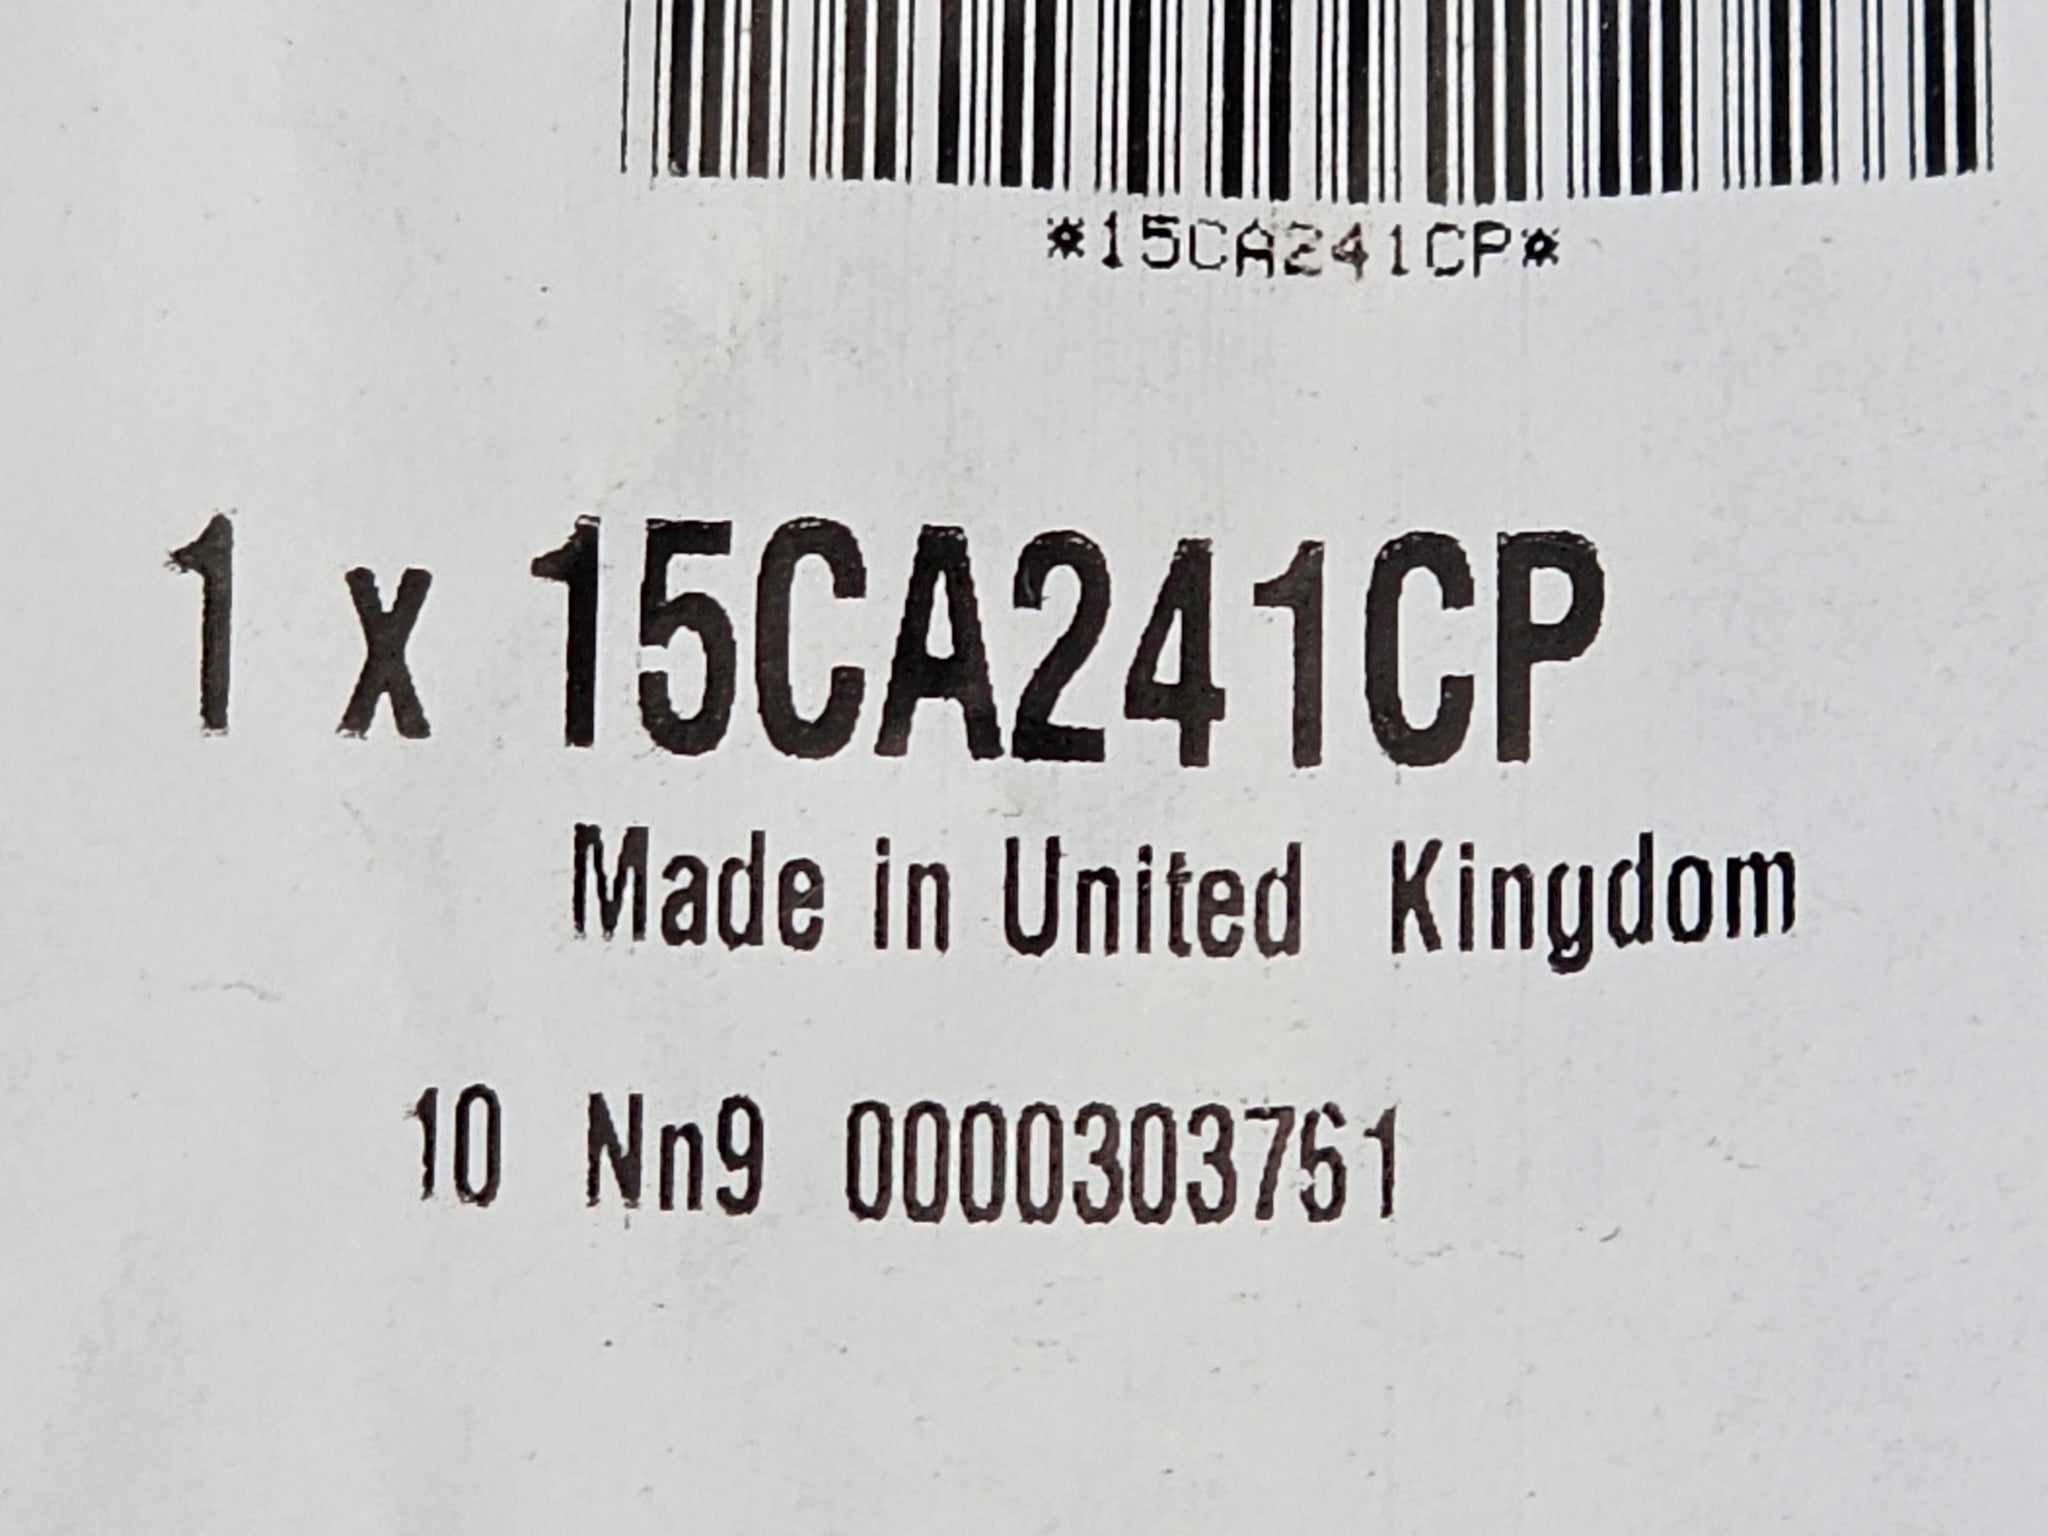 *15CA241CP*
1 x 15CA241CP
Made in United Kingdom
10 Nn9 0000303761